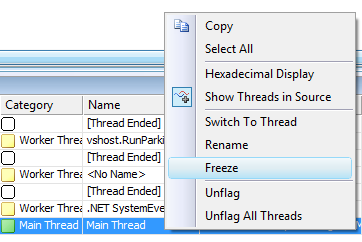 Copy
Select All
Hexadecimal Display
Show Threads in Source
Switch To Thread
Rename
Freeze
Unflag
Unflag All Threads
Category Name
[Thread Ended]
Worker Threa vshost.RunParki
[Thread Ended]
Worker Threa <No Name>
[Thread Ended]
Worker Threa .NET SystemEve
Main Thread Main Thread